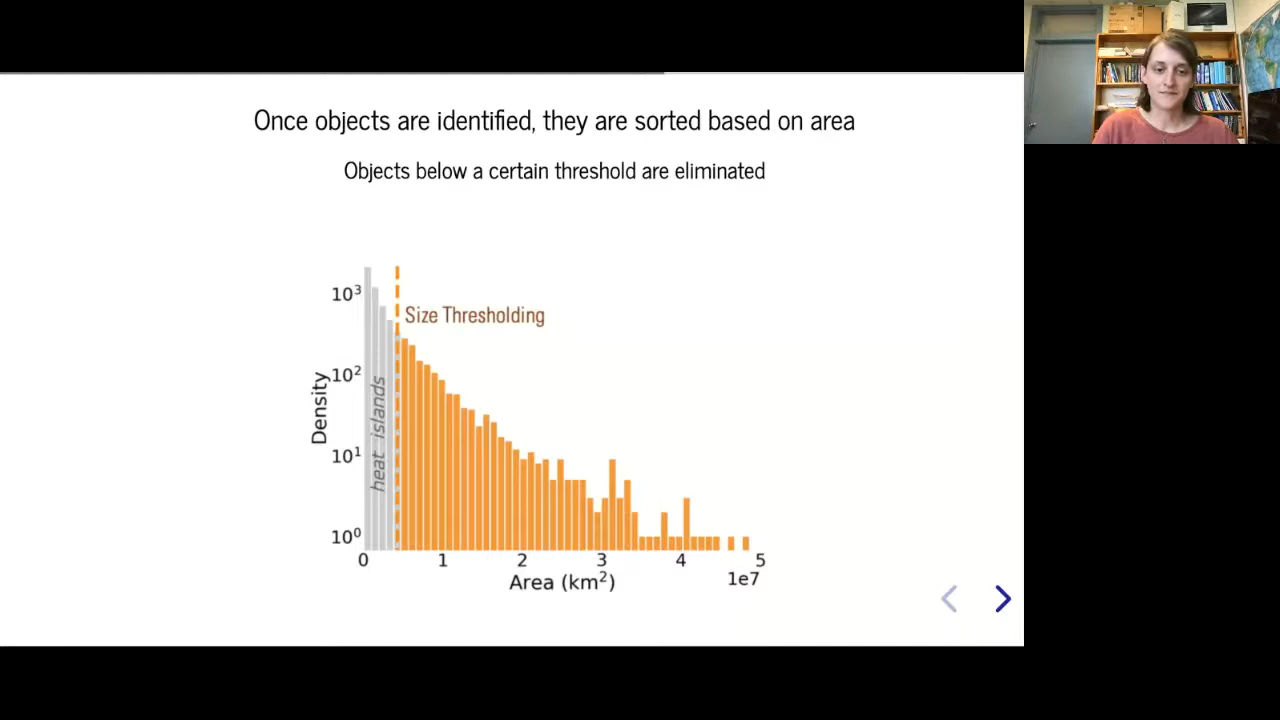 Once objects are identified, they are sorted based on area
Objects below a certain threshold are eliminated
Size Thresholding
heat islands
Density
10³
10²
10¹
10⁰
0 1 2 3 4 5
1e7
Area (km²)